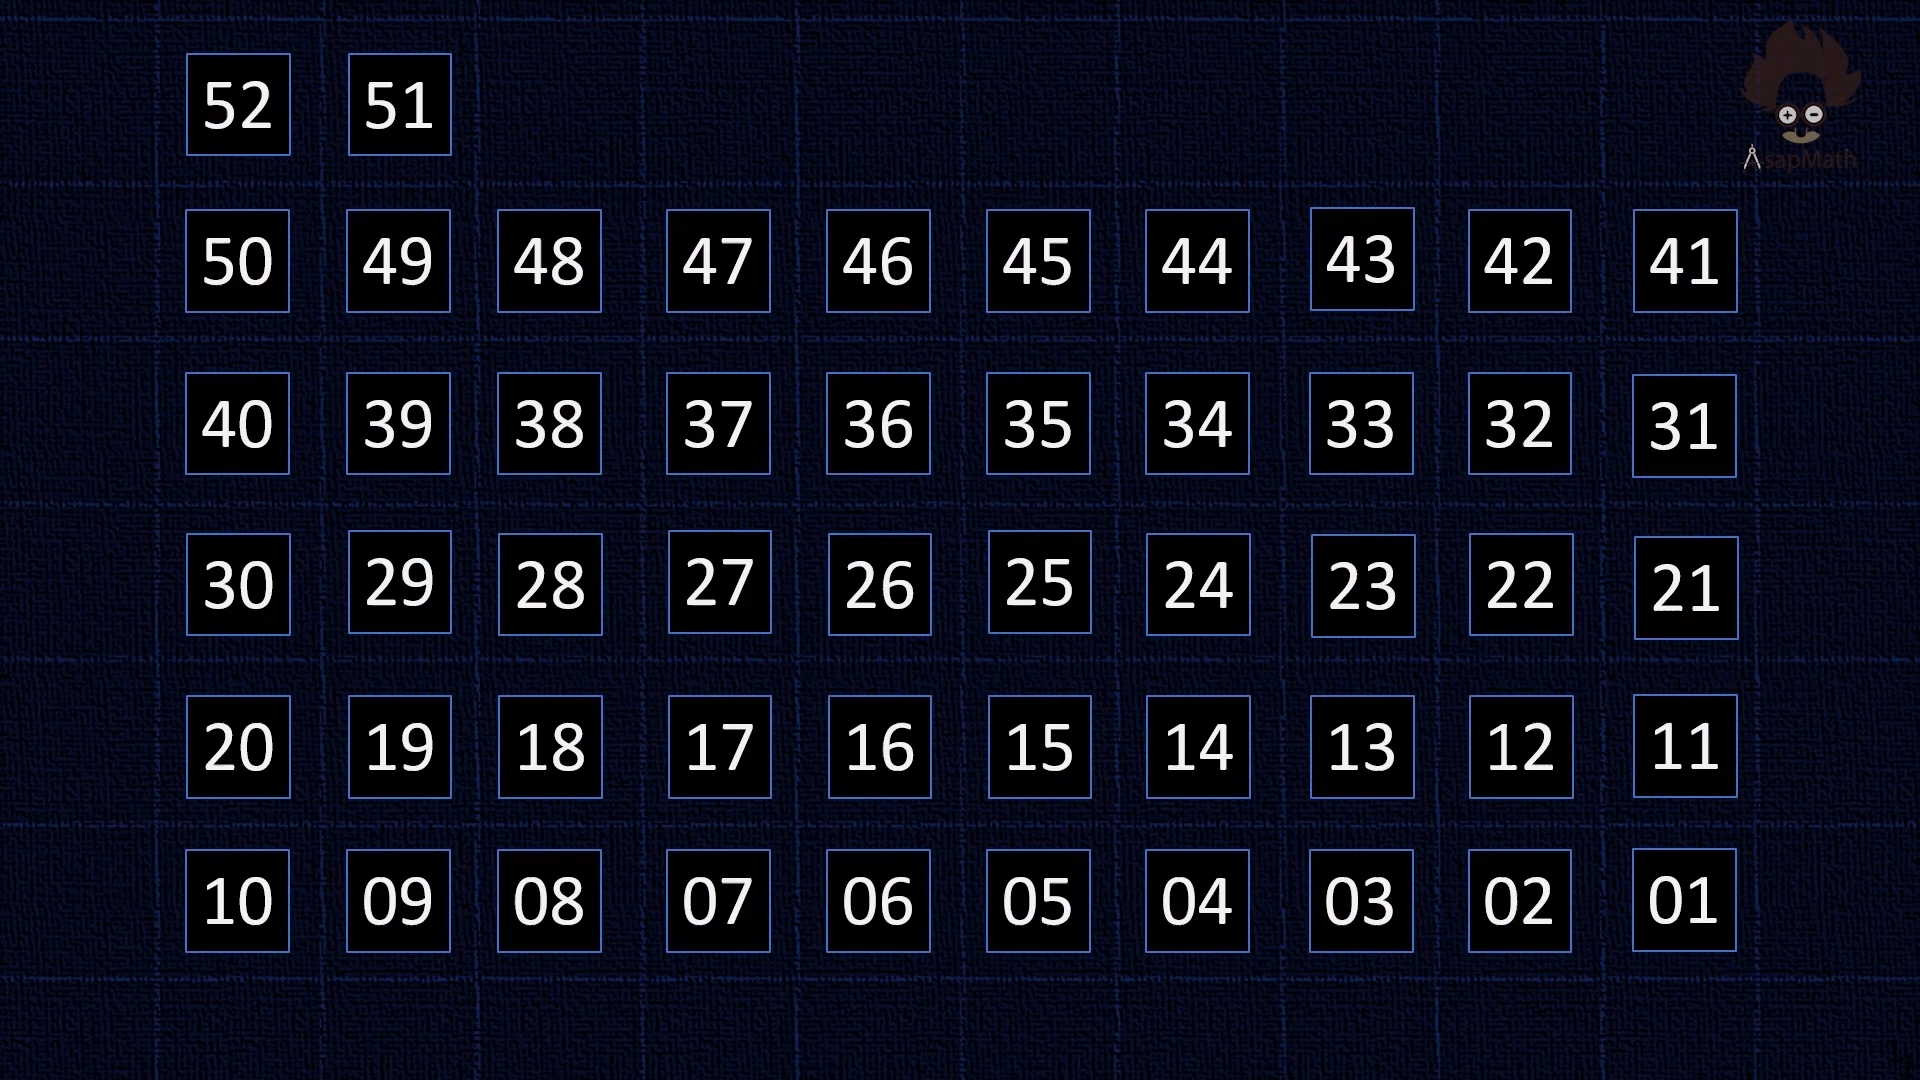 52 51
AsapMath
50 49 48 47 46 45 44 43 42 41
40 39 38 37 36 35 34 33 32 31
30 29 28 27 26 25 24 23 22 21
20 19 18 17 16 15 14 13 12 11
10 09 08 07 06 05 04 03 02 01